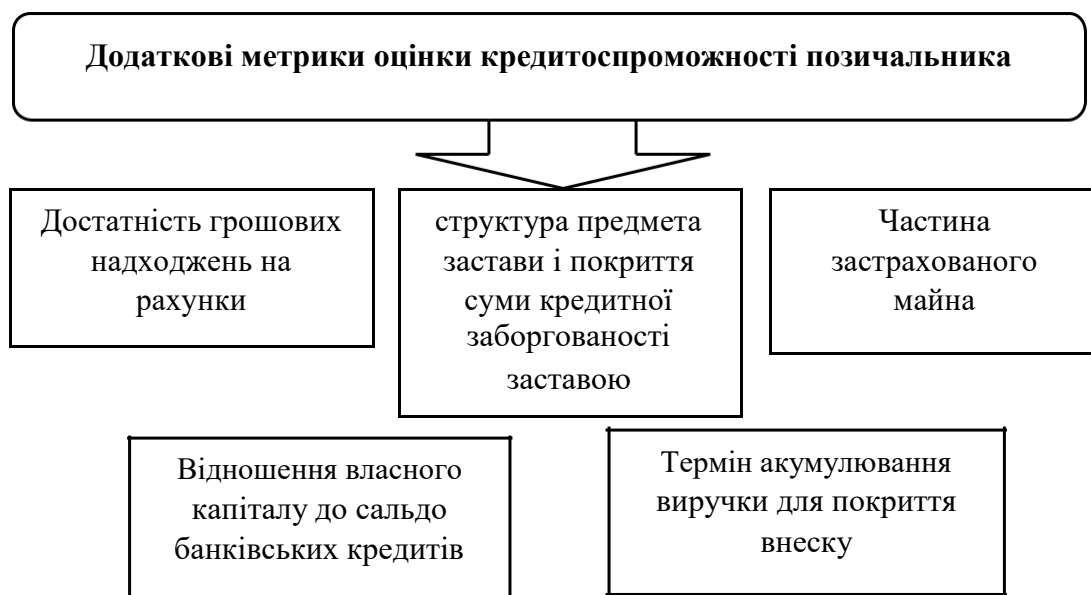 Додаткові метрики оцінки кредитоспроможності позичальника
Достатність грошових
надходжень на
рахунки
структура предмета
застави і покриття
суми кредитної
заборгованості
заставою
Частина
застрахованого
майна
Відношення власного
капіталу до сальдо
банківських кредитів
Термін акумулювання
виручки для покриття
внеску